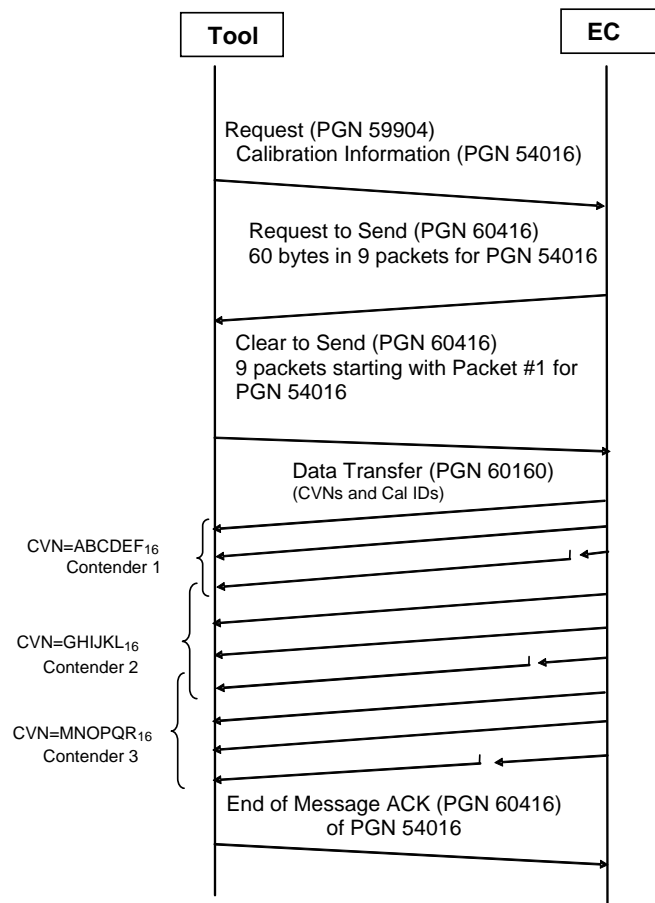 Tool
EC
Request (PGN 59904)
Calibration Information (PGN 54016)
Request to Send (PGN 60416)
60 bytes in 9 packets for PGN 54016
Clear to Send (PGN 60416)
9 packets starting with Packet #1 for
PGN 54016
Data Transfer (PGN 60160)
(CVNs and Cal IDs)
CVN=ABCDEF16
Contender 1
CVN=GHIJKL16
Contender 2
CVN=MNOPQR16
Contender 3
End of Message ACK (PGN 60416)
of PGN 54016